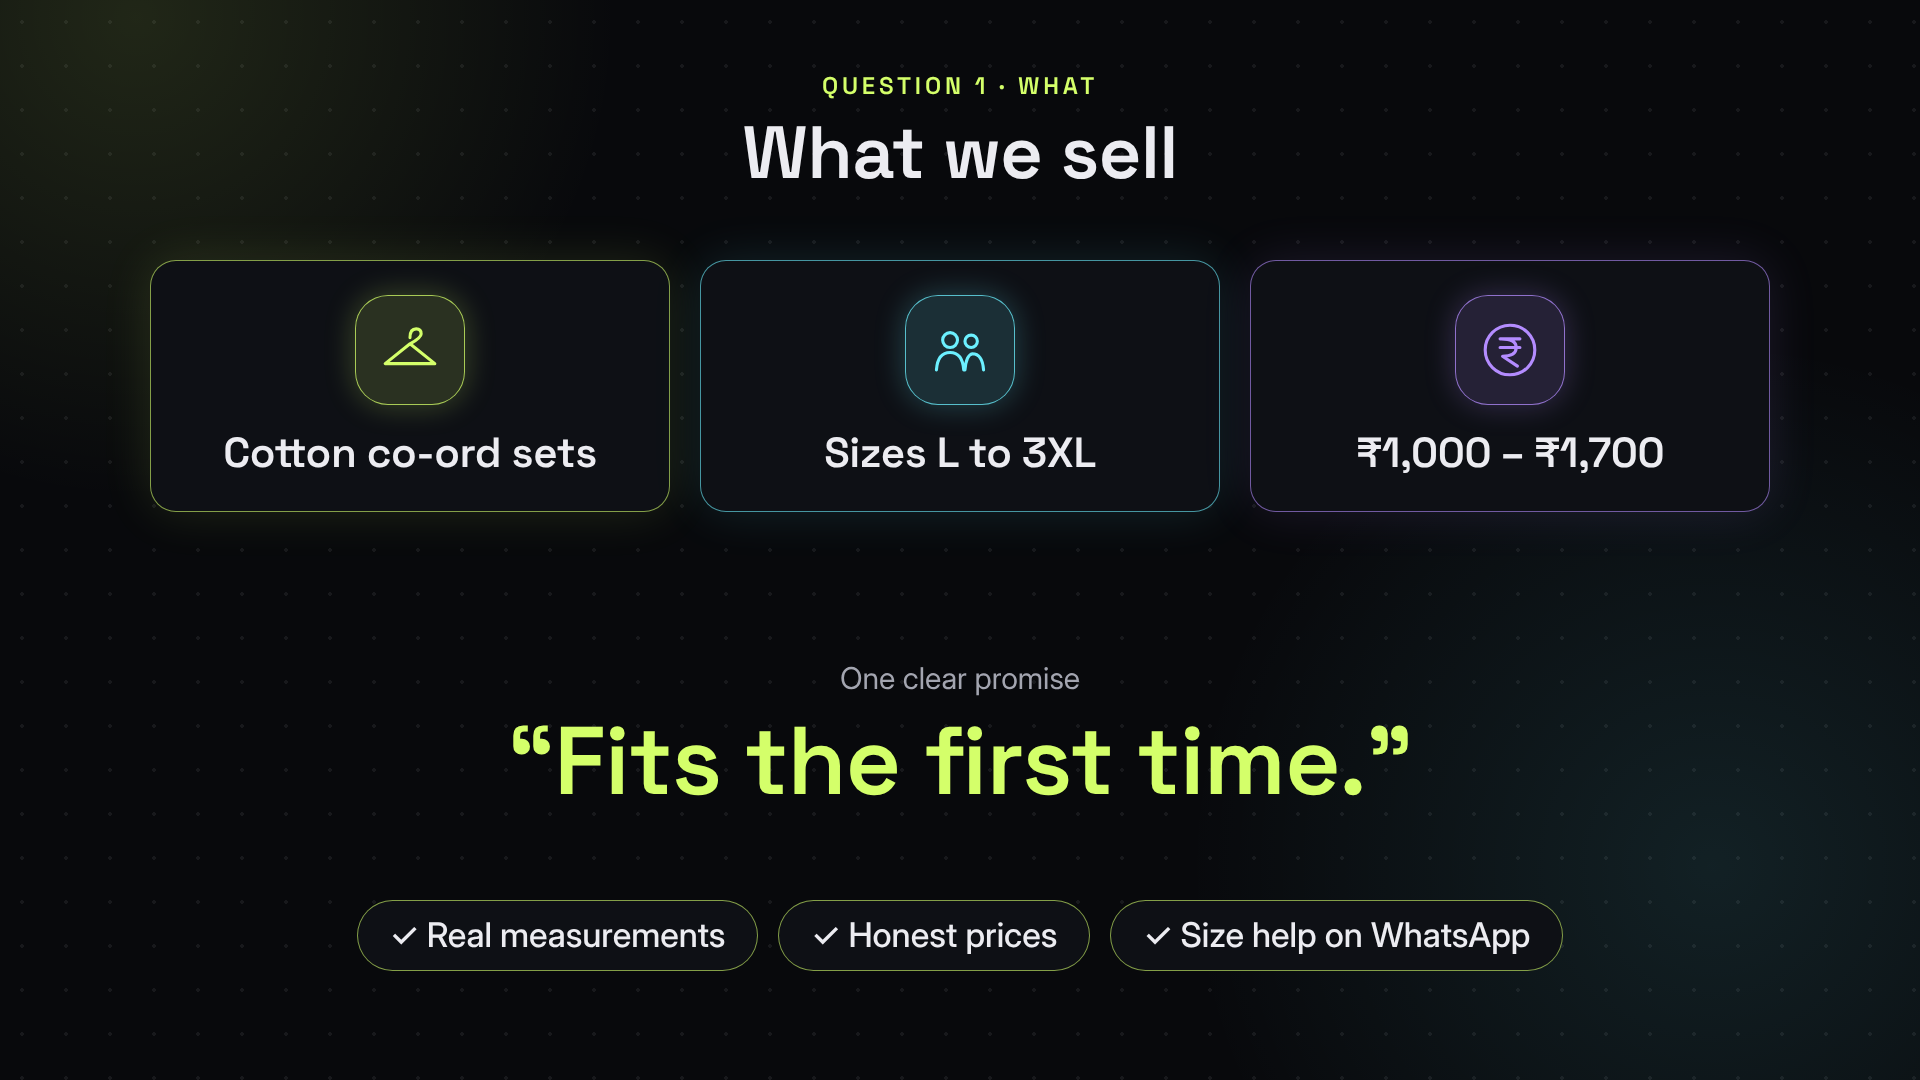 QUESTION 1 · WHAT
What we sell
Cotton co-ord sets
Sizes L to 3XL
₹
₹1,000 – ₹1,700
One clear promise
“Fits the first time.”
✓ Real measurements
✓ Honest prices
✓ Size help on WhatsApp